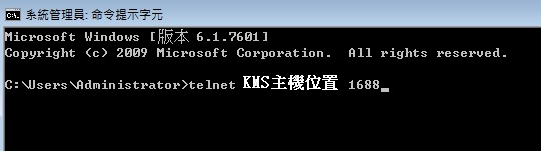 系統管理員: 命令提示字元
Microsoft Windows [版本 6.1.7601]
Copyright (c) 2009 Microsoft Corporation.  All rights reserved.
C:\Users\Administrator>telnet KMS主機位置 1688_